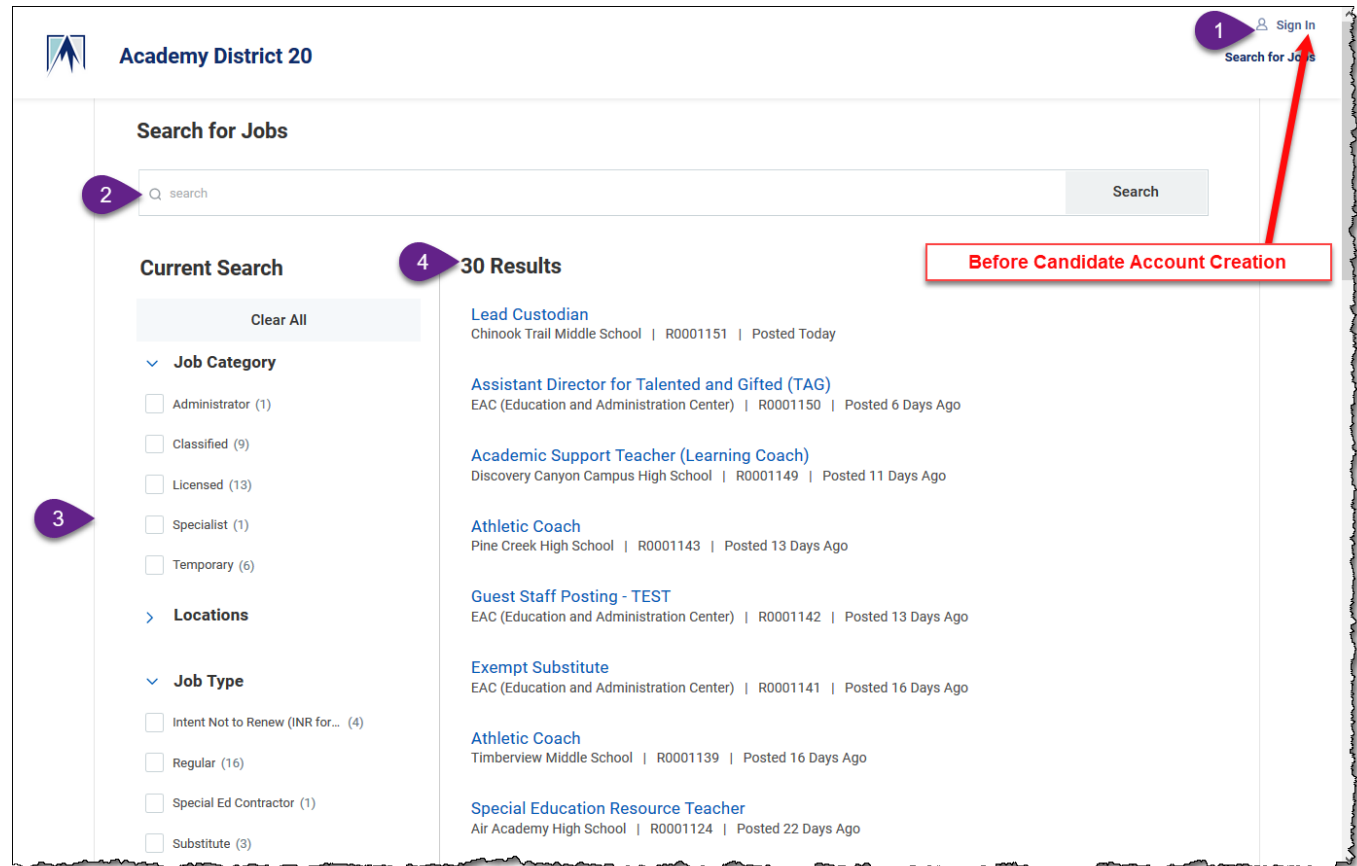 1
Sign In
Academy District 20
Search for Jobs
Search for Jobs
2
search
Search
Before Candidate Account Creation
Current Search
Clear All
Job Category
Administrator (1)
Classified (9)
Licensed (13)
3
Specialist (1)
Temporary (6)
Locations
Job Type
Intent Not to Renew (INR for... (4)
Regular (16)
Special Ed Contractor (1)
Substitute (3)
4
30 Results
Lead Custodian
Chinook Trail Middle School | R0001151 | Posted Today
Assistant Director for Talented and Gifted (TAG)
EAC (Education and Administration Center) | R0001150 | Posted 6 Days Ago
Academic Support Teacher (Learning Coach)
Discovery Canyon Campus High School | R0001149 | Posted 11 Days Ago
Athletic Coach
Pine Creek High School | R0001143 | Posted 13 Days Ago
Guest Staff Posting - TEST
EAC (Education and Administration Center) | R0001142 | Posted 13 Days Ago
Exempt Substitute
EAC (Education and Administration Center) | R0001141 | Posted 16 Days Ago
Athletic Coach
Timberview Middle School | R0001139 | Posted 16 Days Ago
Special Education Resource Teacher
Air Academy High School | R0001124 | Posted 22 Days Ago